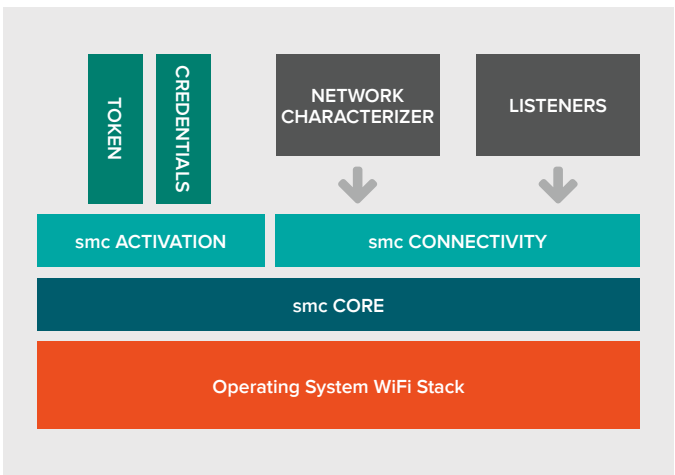 TOKEN
CREDENTIALS
NETWORK
CHARACTERIZER
LISTENERS
smc ACTIVATION
smc CONNECTIVITY
smc CORE
Operating System WiFi Stack